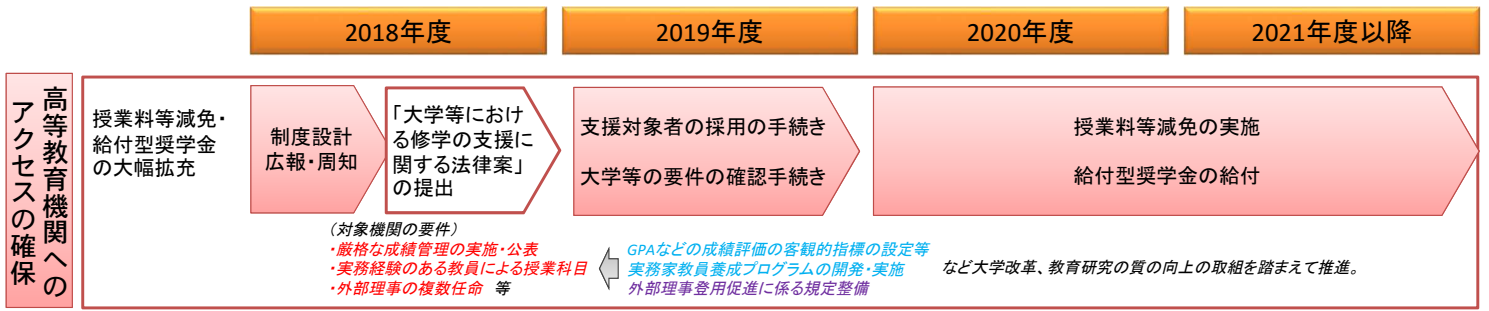 2018年度
2019年度
2020年度
2021年度以降
高等教育機関への
アクセスの確保
授業料等減免・
給付型奨学金
の大幅拡充
制度設計
広報・周知
「大学等におけ
る修学の支援に
関する法律案」
の提出
支援対象者の採用の手続き
大学等の要件の確認手続き
授業料等減免の実施
給付型奨学金の給付
（対象機関の要件）
・厳格な成績管理の実施・公表
・実務経験のある教員による授業科目
・外部理事の複数任命　等
GPAなどの成績評価の客観的指標の設定等
実務家教員養成プログラムの開発・実施
外部理事登用促進に係る規定整備
など大学改革、教育研究の質の向上の取組を踏まえて推進。